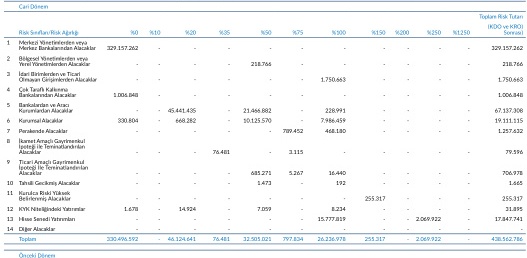 Cari Dönem
Toplam Risk Tutarı
(KDO ve KRO)
Risk Sınıfları/Risk Ağırlığı %0 %10 %20 %35 %50 %75 %100 %150 %200 %250 %1250 Sonrası)
1 Merkezi Yönetimlerden veya
Merkez Bankalarından Alacaklar 329.157.262 - - - - - - - - - - 329.157.262
2 Bölgesel Yönetimlerden veya
Yerel Yönetimlerden Alacaklar - - - - 218.766 - - - - - - 218.766
3 İdari Birimlerden ve Ticari
Olmayan Girişimlerden Alacaklar - - - - - - 1.750.663 - - - - 1.750.663
4 Çok Taraflı Kalkınma
Bankalarından Alacaklar 1.006.848 - - - - - - - - - - 1.006.848
5 Bankalardan ve Aracı
Kurumlardan Alacaklar - - 45.441.435 - 21.466.882 - 228.991 - - - - 67.137.308
6 Kurumsal Alacaklar 330.804 - 668.282 - 10.125.570 - 7.986.459 - - - - 19.111.115
7 Perakende Alacaklar - - - - - 789.452 468.180 - - - - 1.257.632
8 İkamet Amaçlı Gayrimenkul
İpoteği ile Teminatlandırılan
Alacaklar - - - 76.481 - 3.115 - - - - - 79.596
9 Ticari Amaçlı Gayrimenkul
İpoteği ile Teminatlandırılan
Alacaklar - - - - 685.271 5.267 16.440 - - - - 706.978
10 Tahsili Gecikmiş Alacaklar - - - - 1.473 - 192 - - - - 1.665
11 Kurulca Riski Yüksek
Belirlenmiş Alacaklar - - - - - - - 255.317 - - - 255.317
12 KYK Niteliğindeki Yatırımlar 1.678 - 14.924 - 7.059 - 8.234 - - - - 31.895
13 Hisse Senedi Yatırımları - - - - - - 15.777.819 - - 2.069.922 - 17.847.741
14 Diğer Alacaklar - - - - - - - - - - - -
Toplam 330.496.592 - 46.124.641 76.481 32.505.021 797.834 26.236.978 255.317 - 2.069.922 - 438.562.786
Önceki Dönem